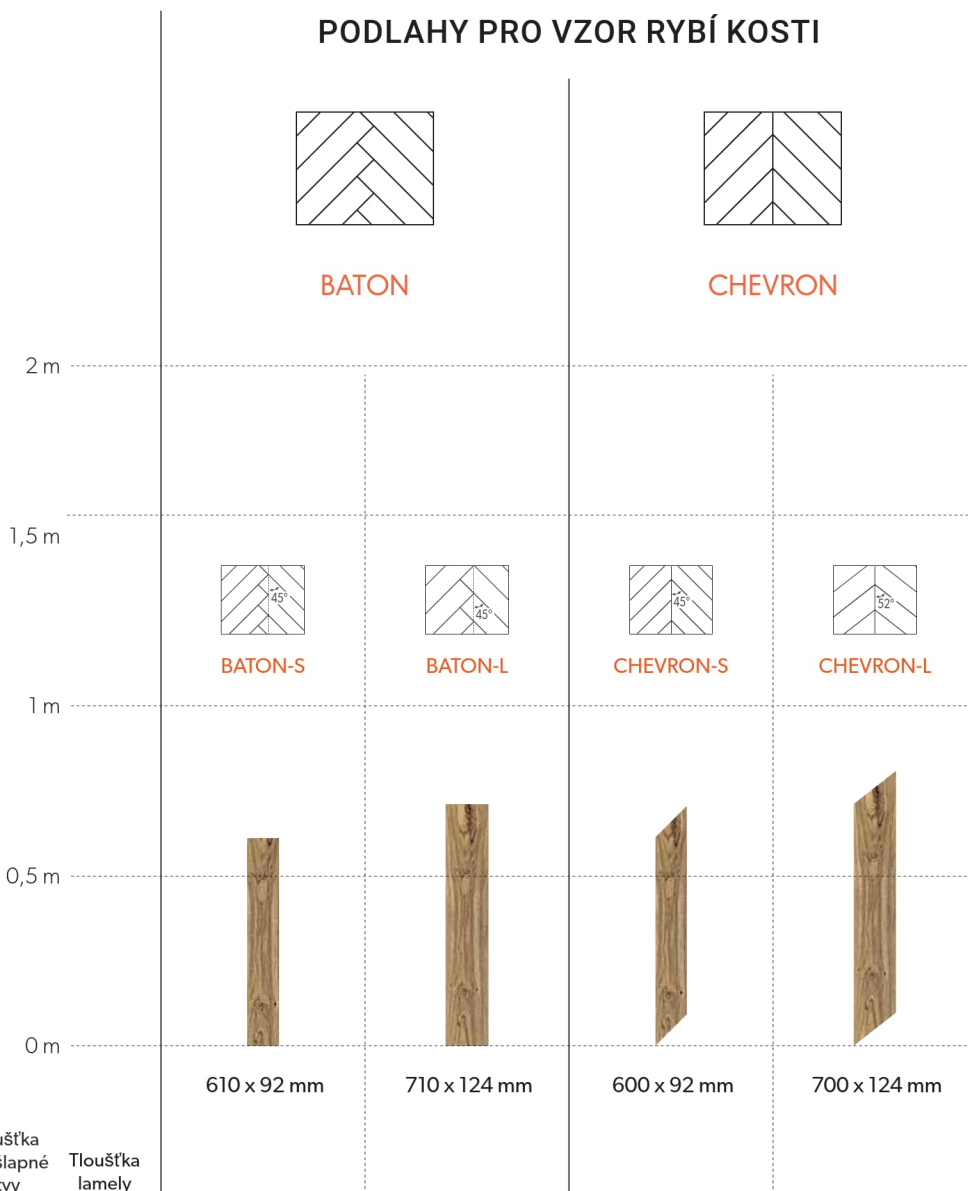 PODLAHY PRO VZOR RYBÍ KOSTI
BATON
CHEVRON
2 m
1,5 m
45°
45°
45°
52°
BATON-S
BATON-L
CHEVRON-S
CHEVRON-L
1 m
0,5 m
0 m
610 x 92 mm
710 x 124 mm
600 x 92 mm
700 x 124 mm
Tloušťka
lamely